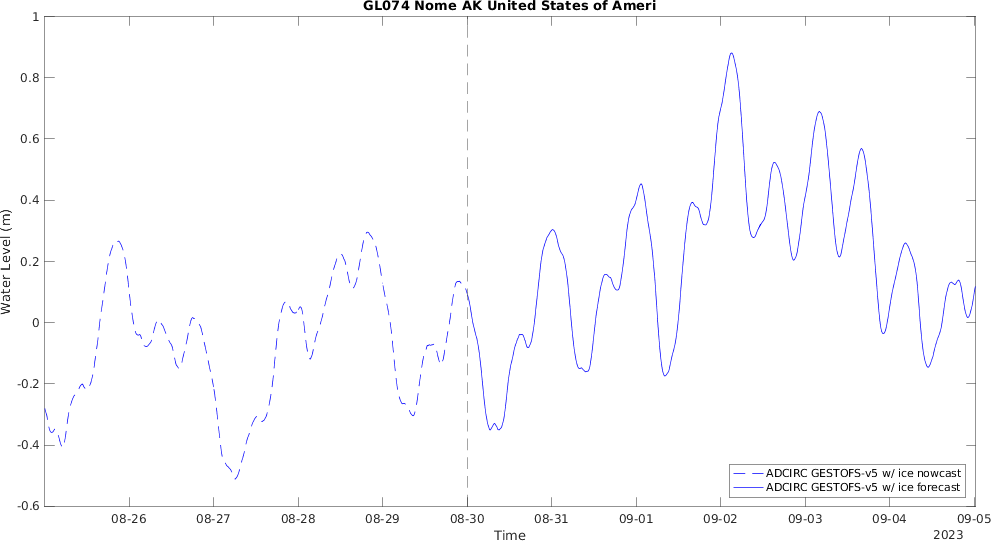 GL074 Nome AK United States of Ameri
1
0.8
0.6
0.4
0.2
0
-0.2
-0.4
-0.6
Water Level (m)
ADCIRC GESTOFS-v5 w/ ice nowcast
ADCIRC GESTOFS-v5 w/ ice forecast
08-26 08-27 08-28 08-29 08-30 08-31 09-01 09-02 09-03 09-04 09-05
Time
2023